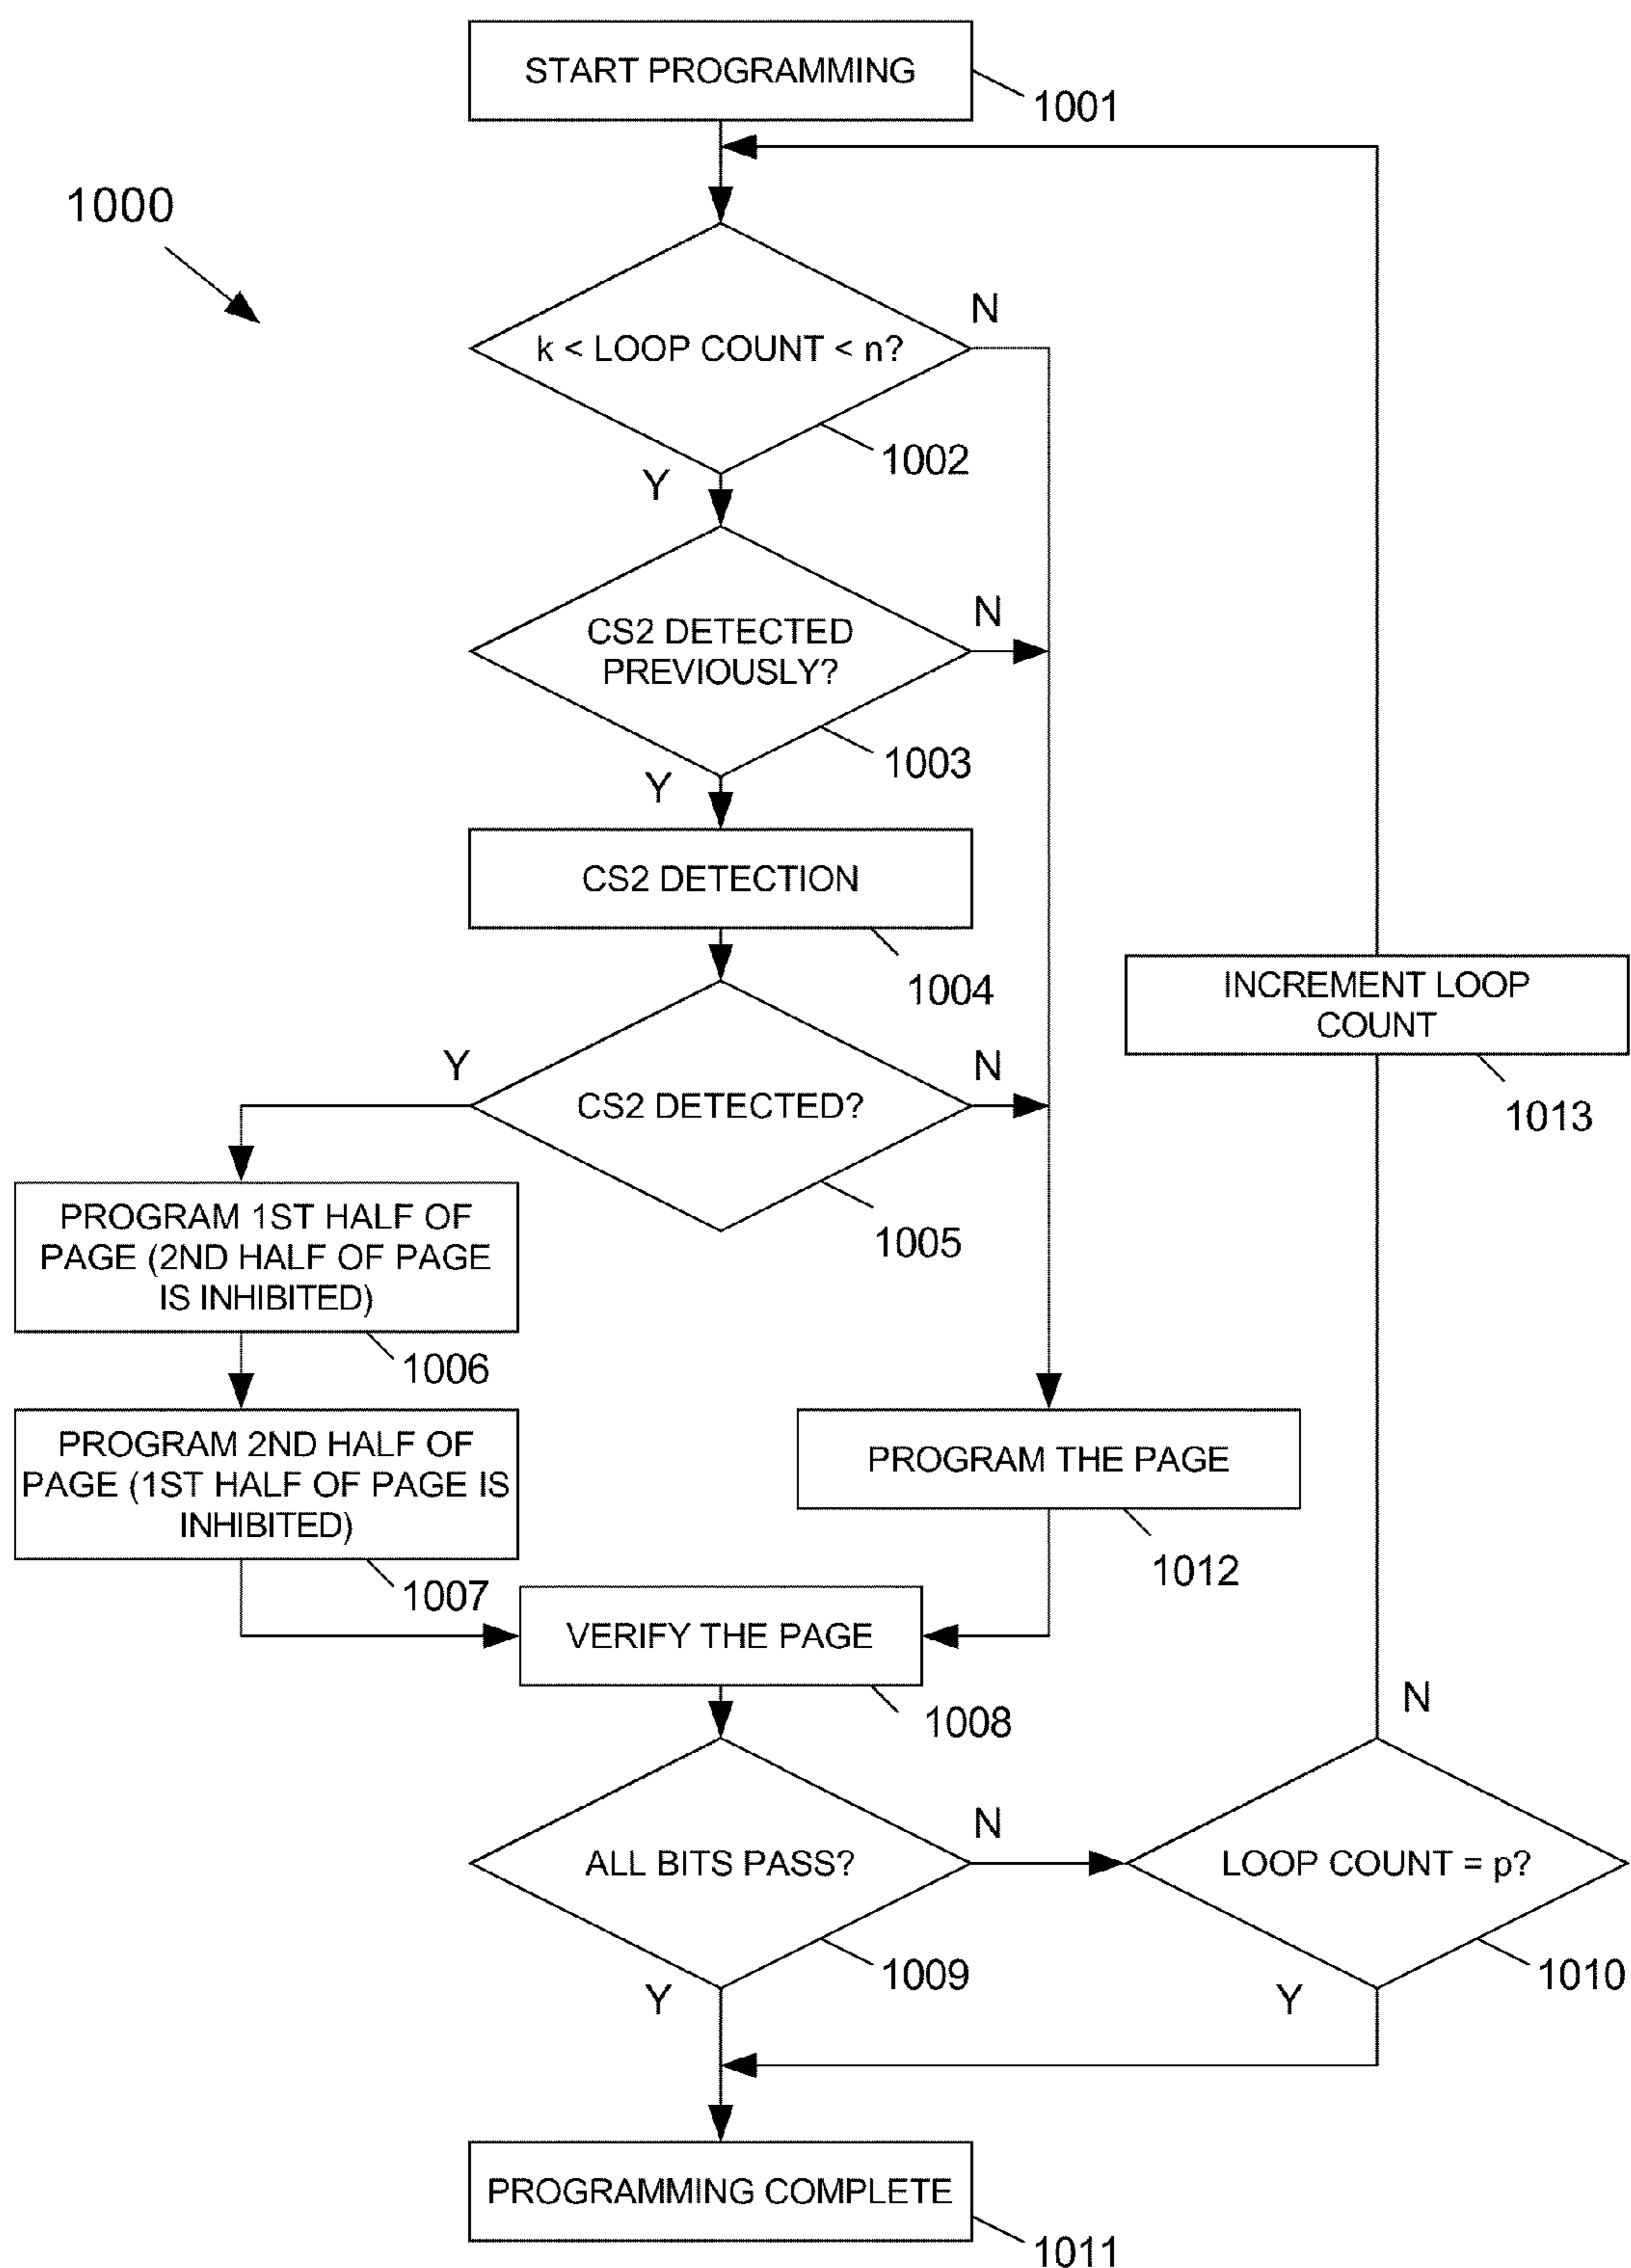 START PROGRAMMING
1001
1000
N
k < LOOP COUNT < n?
1002
Y
N
CS2 DETECTED
PREVIOUSLY?
1003
Y
CS2 DETECTION
1004
INCREMENT LOOP
COUNT
1013
Y
N
CS2 DETECTED?
1005
PROGRAM 1ST HALF OF
PAGE (2ND HALF OF PAGE
IS INHIBITED)
1006
PROGRAM 2ND HALF OF
PAGE (1ST HALF OF PAGE IS
INHIBITED)
1007
PROGRAM THE PAGE
1012
VERIFY THE PAGE
1008
N
N
ALL BITS PASS?
LOOP COUNT = p?
1009
1010
Y
Y
PROGRAMMING COMPLETE
1011